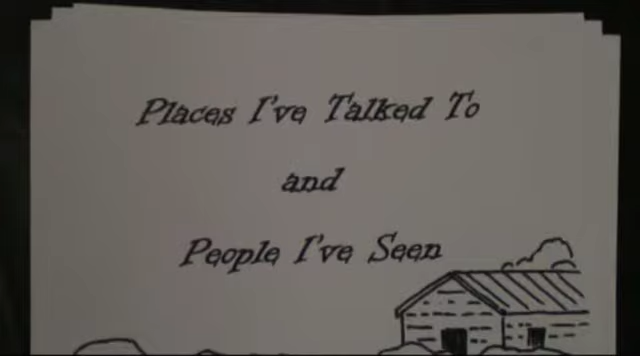 Places I've Talked To
and
People I've Seen